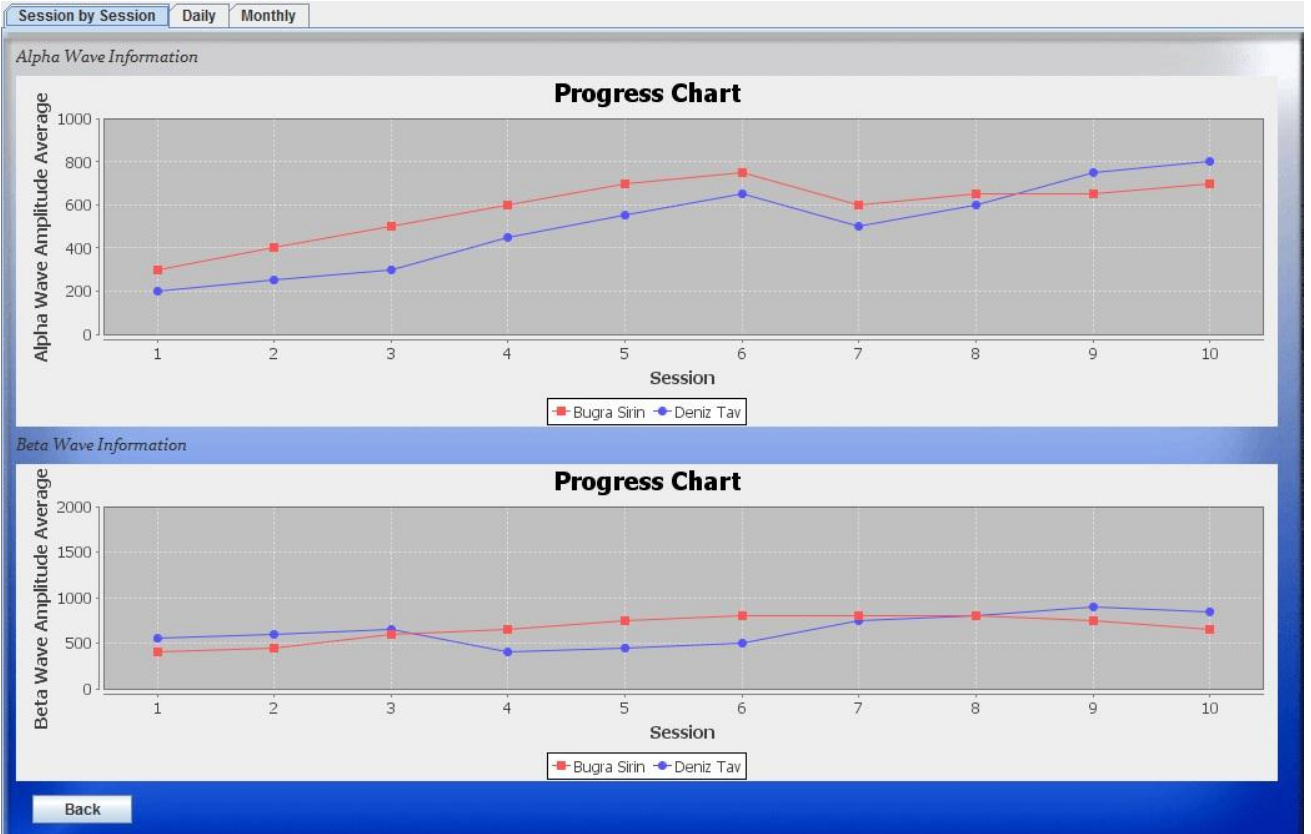 Session by Session Daily Monthly
Alpha Wave Information
Progress Chart
Alpha Wave Amplitude Average
1000
800
600
400
200
0
1 2 3 4 5 6 7 8 9 10
Session
Bugra Sirin Deniz Tav
Beta Wave Information
Progress Chart
Beta Wave Amplitude Average
2000
1500
1000
500
0
1 2 3 4 5 6 7 8 9 10
Session
Bugra Sirin Deniz Tav
Back